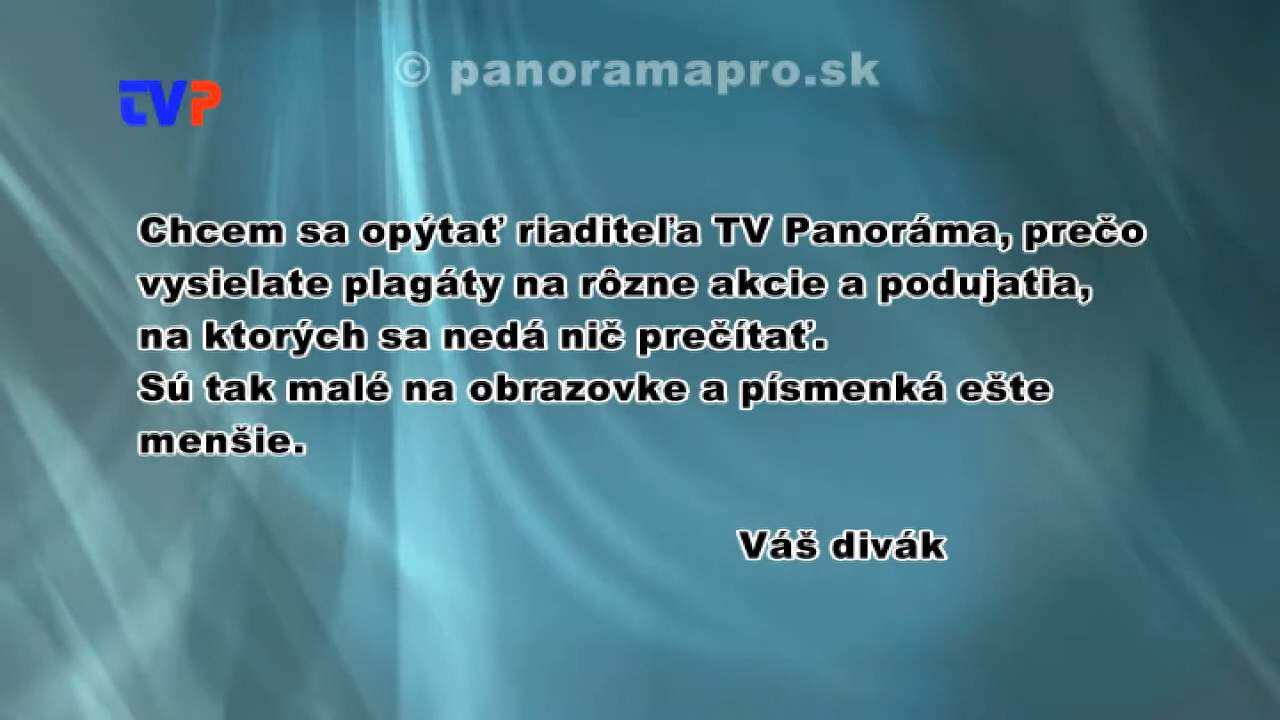 © panoramapro.sk
TVP
Chcem sa opýtať riaditeľa TV Panoráma, prečo
vysielate plagáty na rôzne akcie a podujatia,
na ktorých sa nedá nič prečítať.
Sú tak malé na obrazovke a písmenká ešte
menšie.
Váš divák